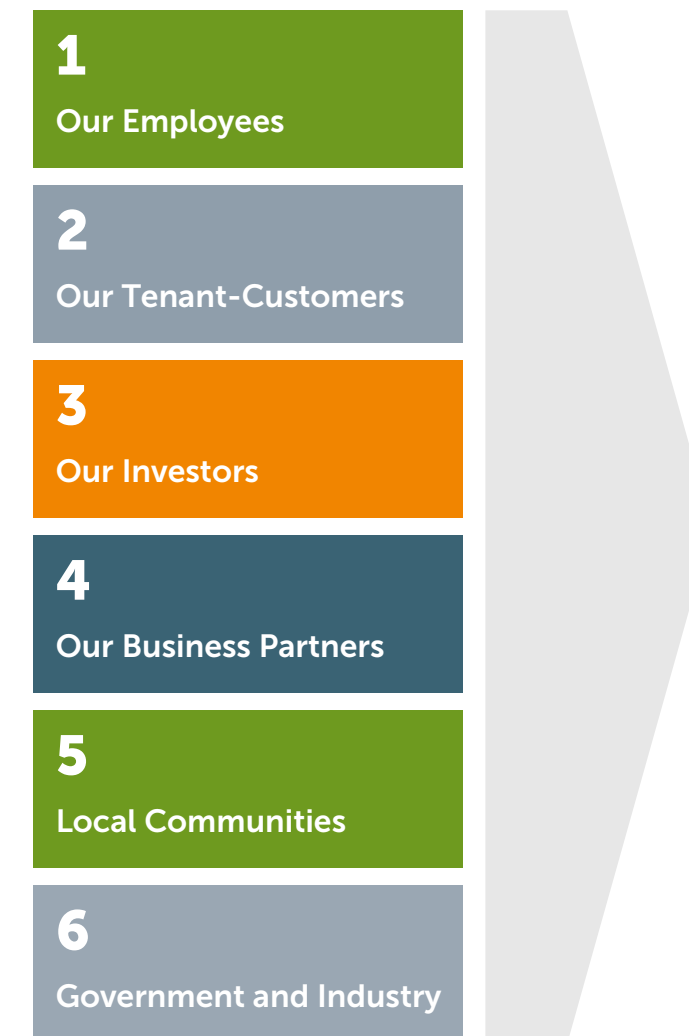 1
Our Employees
2
Our Tenant-Customers
3
Our Investors
4
Our Business Partners
5
Local Communities
6
Government and Industry